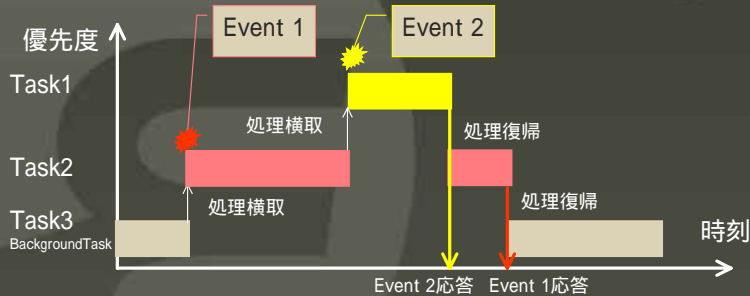 Event 1
Event 2
優先度
Task1
処理横取
処理復帰
Task2
処理横取
処理復帰
Task3
BackgroundTask
時刻
Event 2応答
Event 1応答